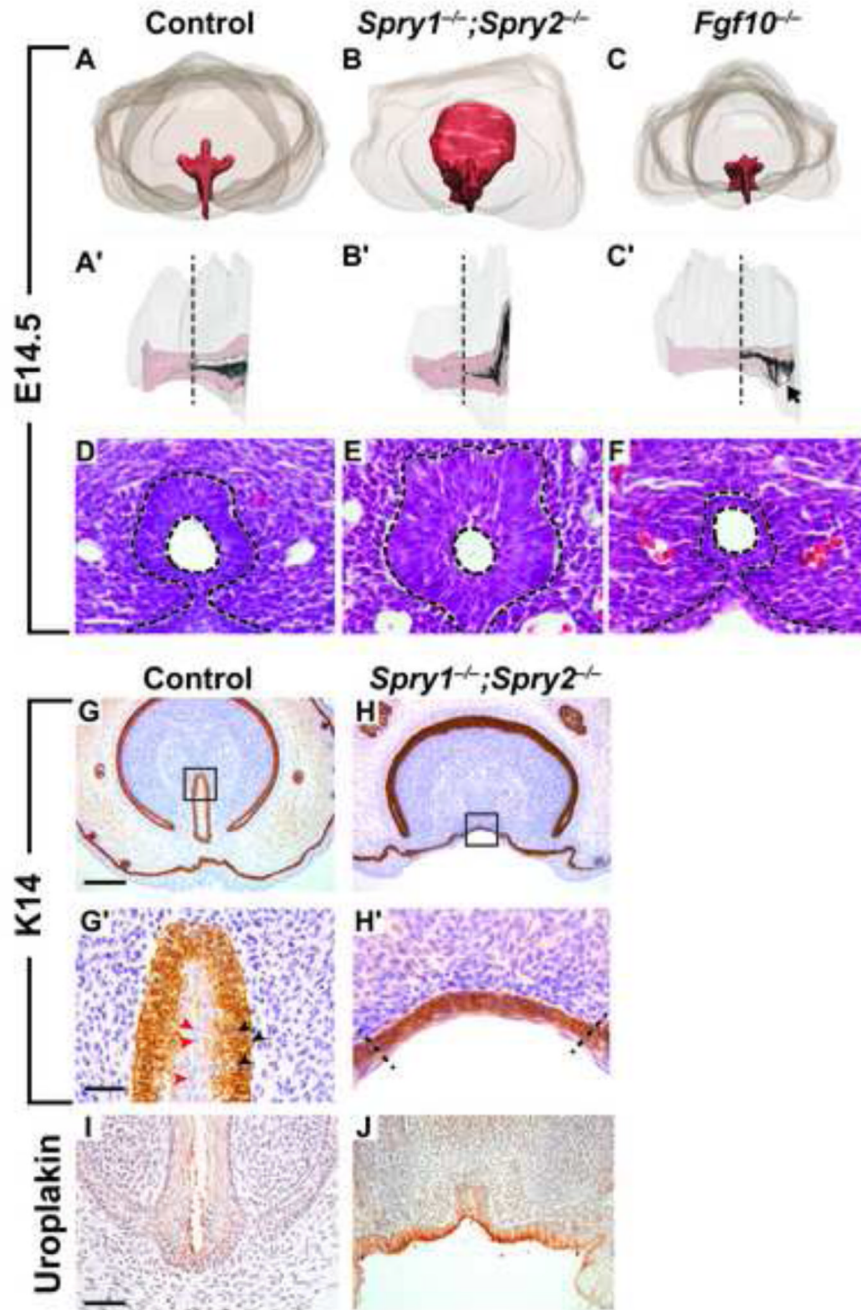 Control Spry1–/–;Spry2–/– Fgf10–/–
A B C
A' B' C'
E14.5
D E F
Control Spry1–/–;Spry2–/–
G H
K14
G' H'
I J
Uroplakin